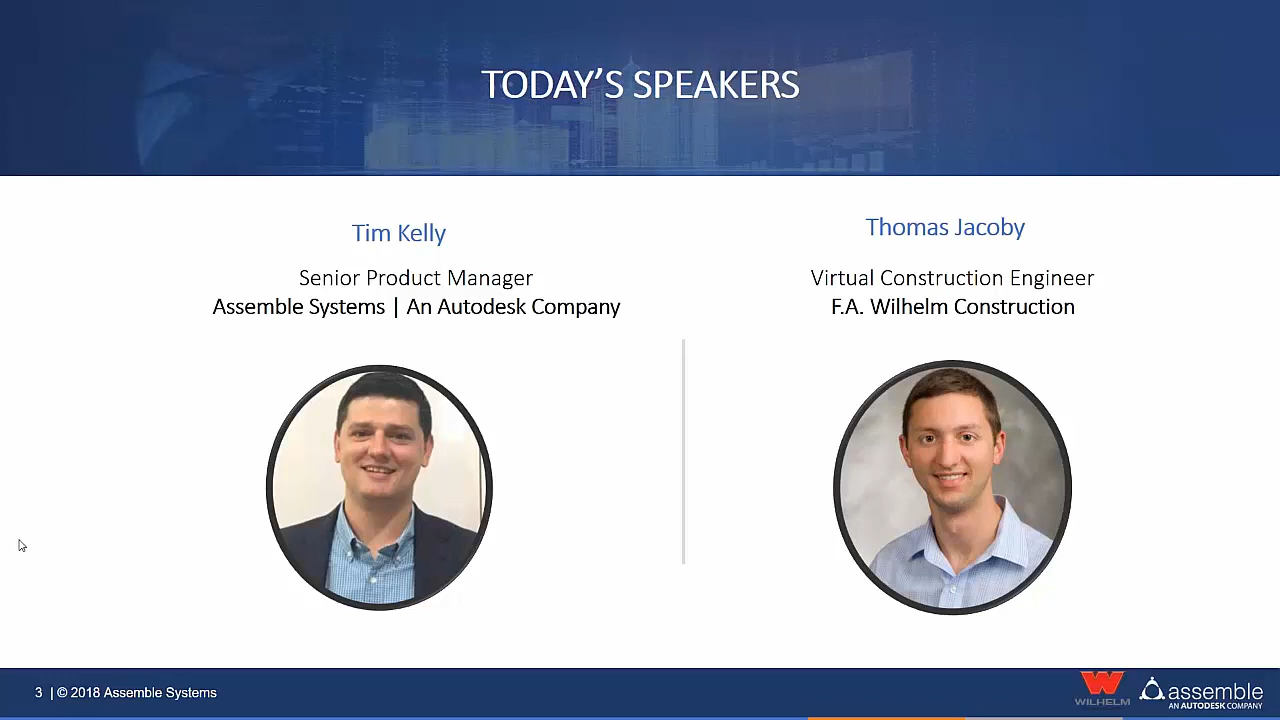 TODAY’S SPEAKERS
Tim Kelly
Senior Product Manager
Assemble Systems | An Autodesk Company
Thomas Jacoby
Virtual Construction Engineer
F.A. Wilhelm Construction
3 | © 2018 Assemble Systems
WILHELM
assemble
AN AUTODESK COMPANY